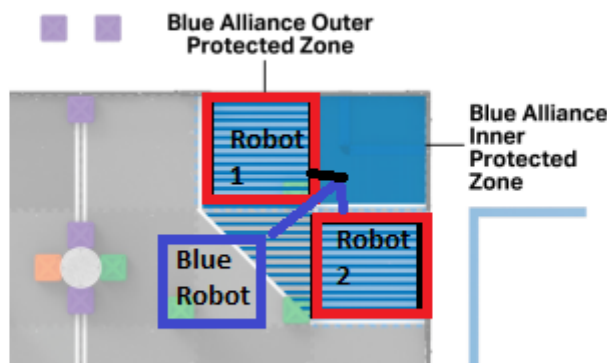 Blue Alliance Outer
Protected Zone
Blue Alliance
Inner
Protected
Zone
Robot
1
Robot
2
Blue
Robot